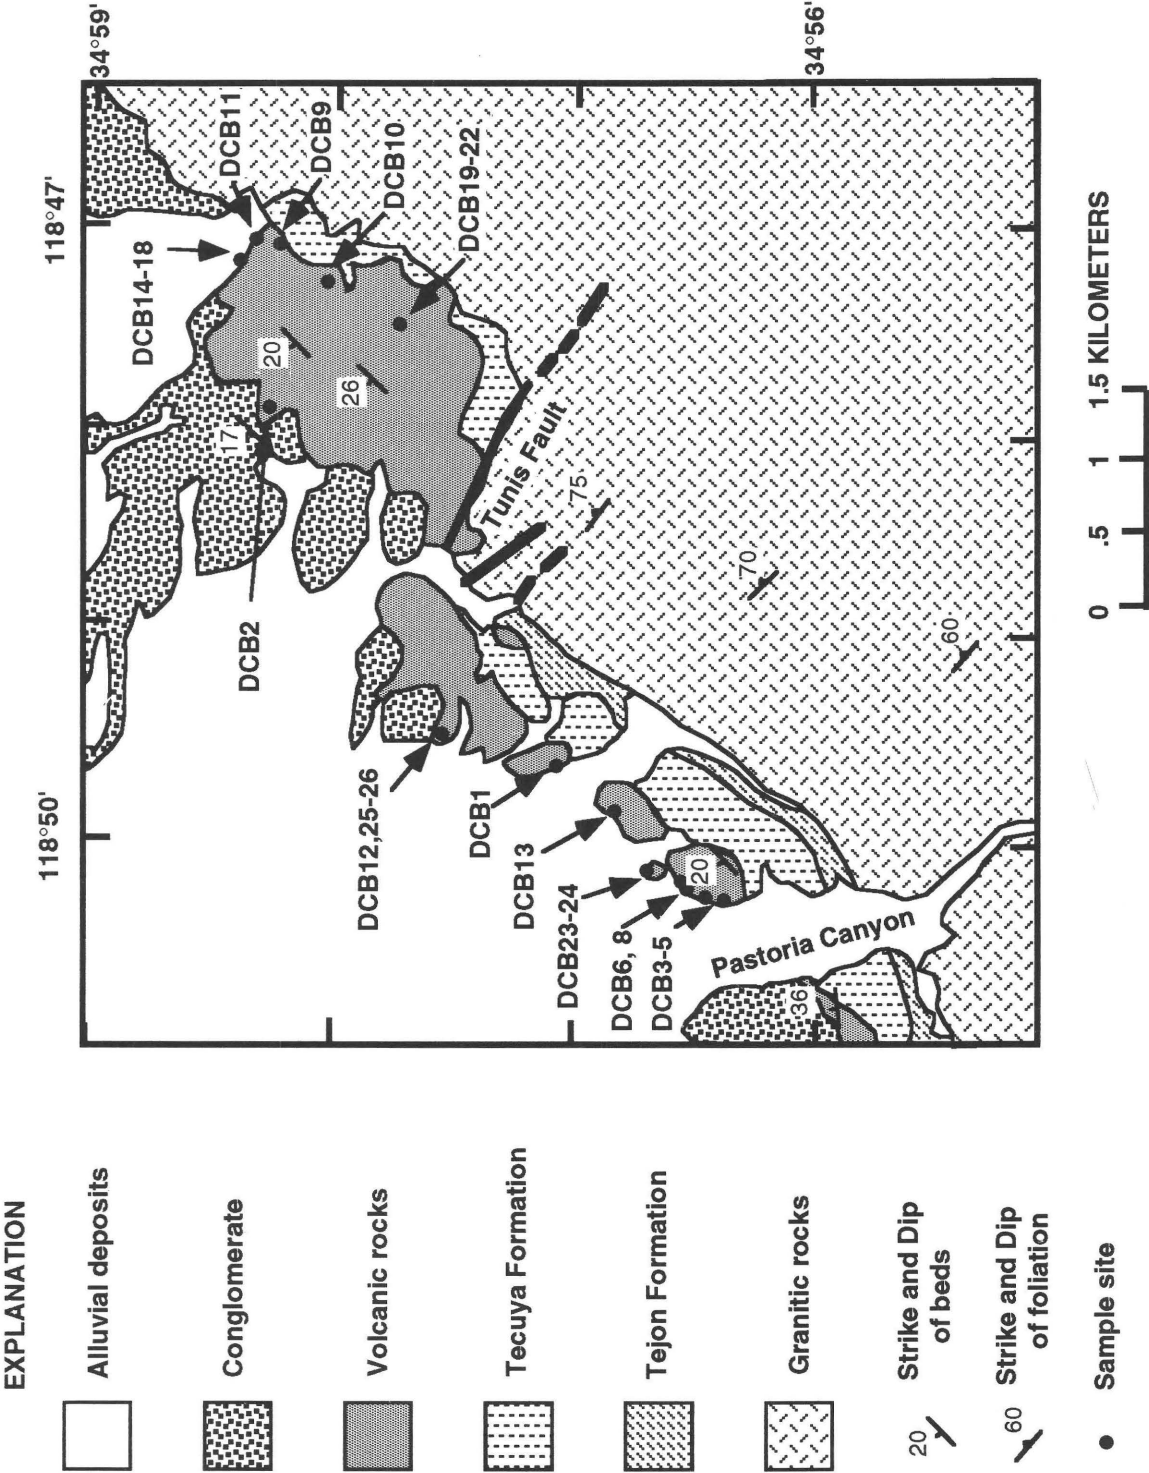 EXPLANATION
Alluvial deposits
Conglomerate
Volcanic rocks
Tecuya Formation
Tejon Formation
Granitic rocks
20
Strike and Dip
of beds
60
Strike and Dip
of foliation
Sample site
118°50'
118°47'
34°59'
34°56'
DCB14-18
DCB11
DCB9
DCB10
DCB19-22
20
26
17
DCB2
Tunis Fault
75
70
60
DCB12,25-26
DCB1
DCB13
DCB23-24
DCB6, 8
DCB3-5
20
Pastoria Canyon
36
0 .5 1 1.5 KILOMETERS